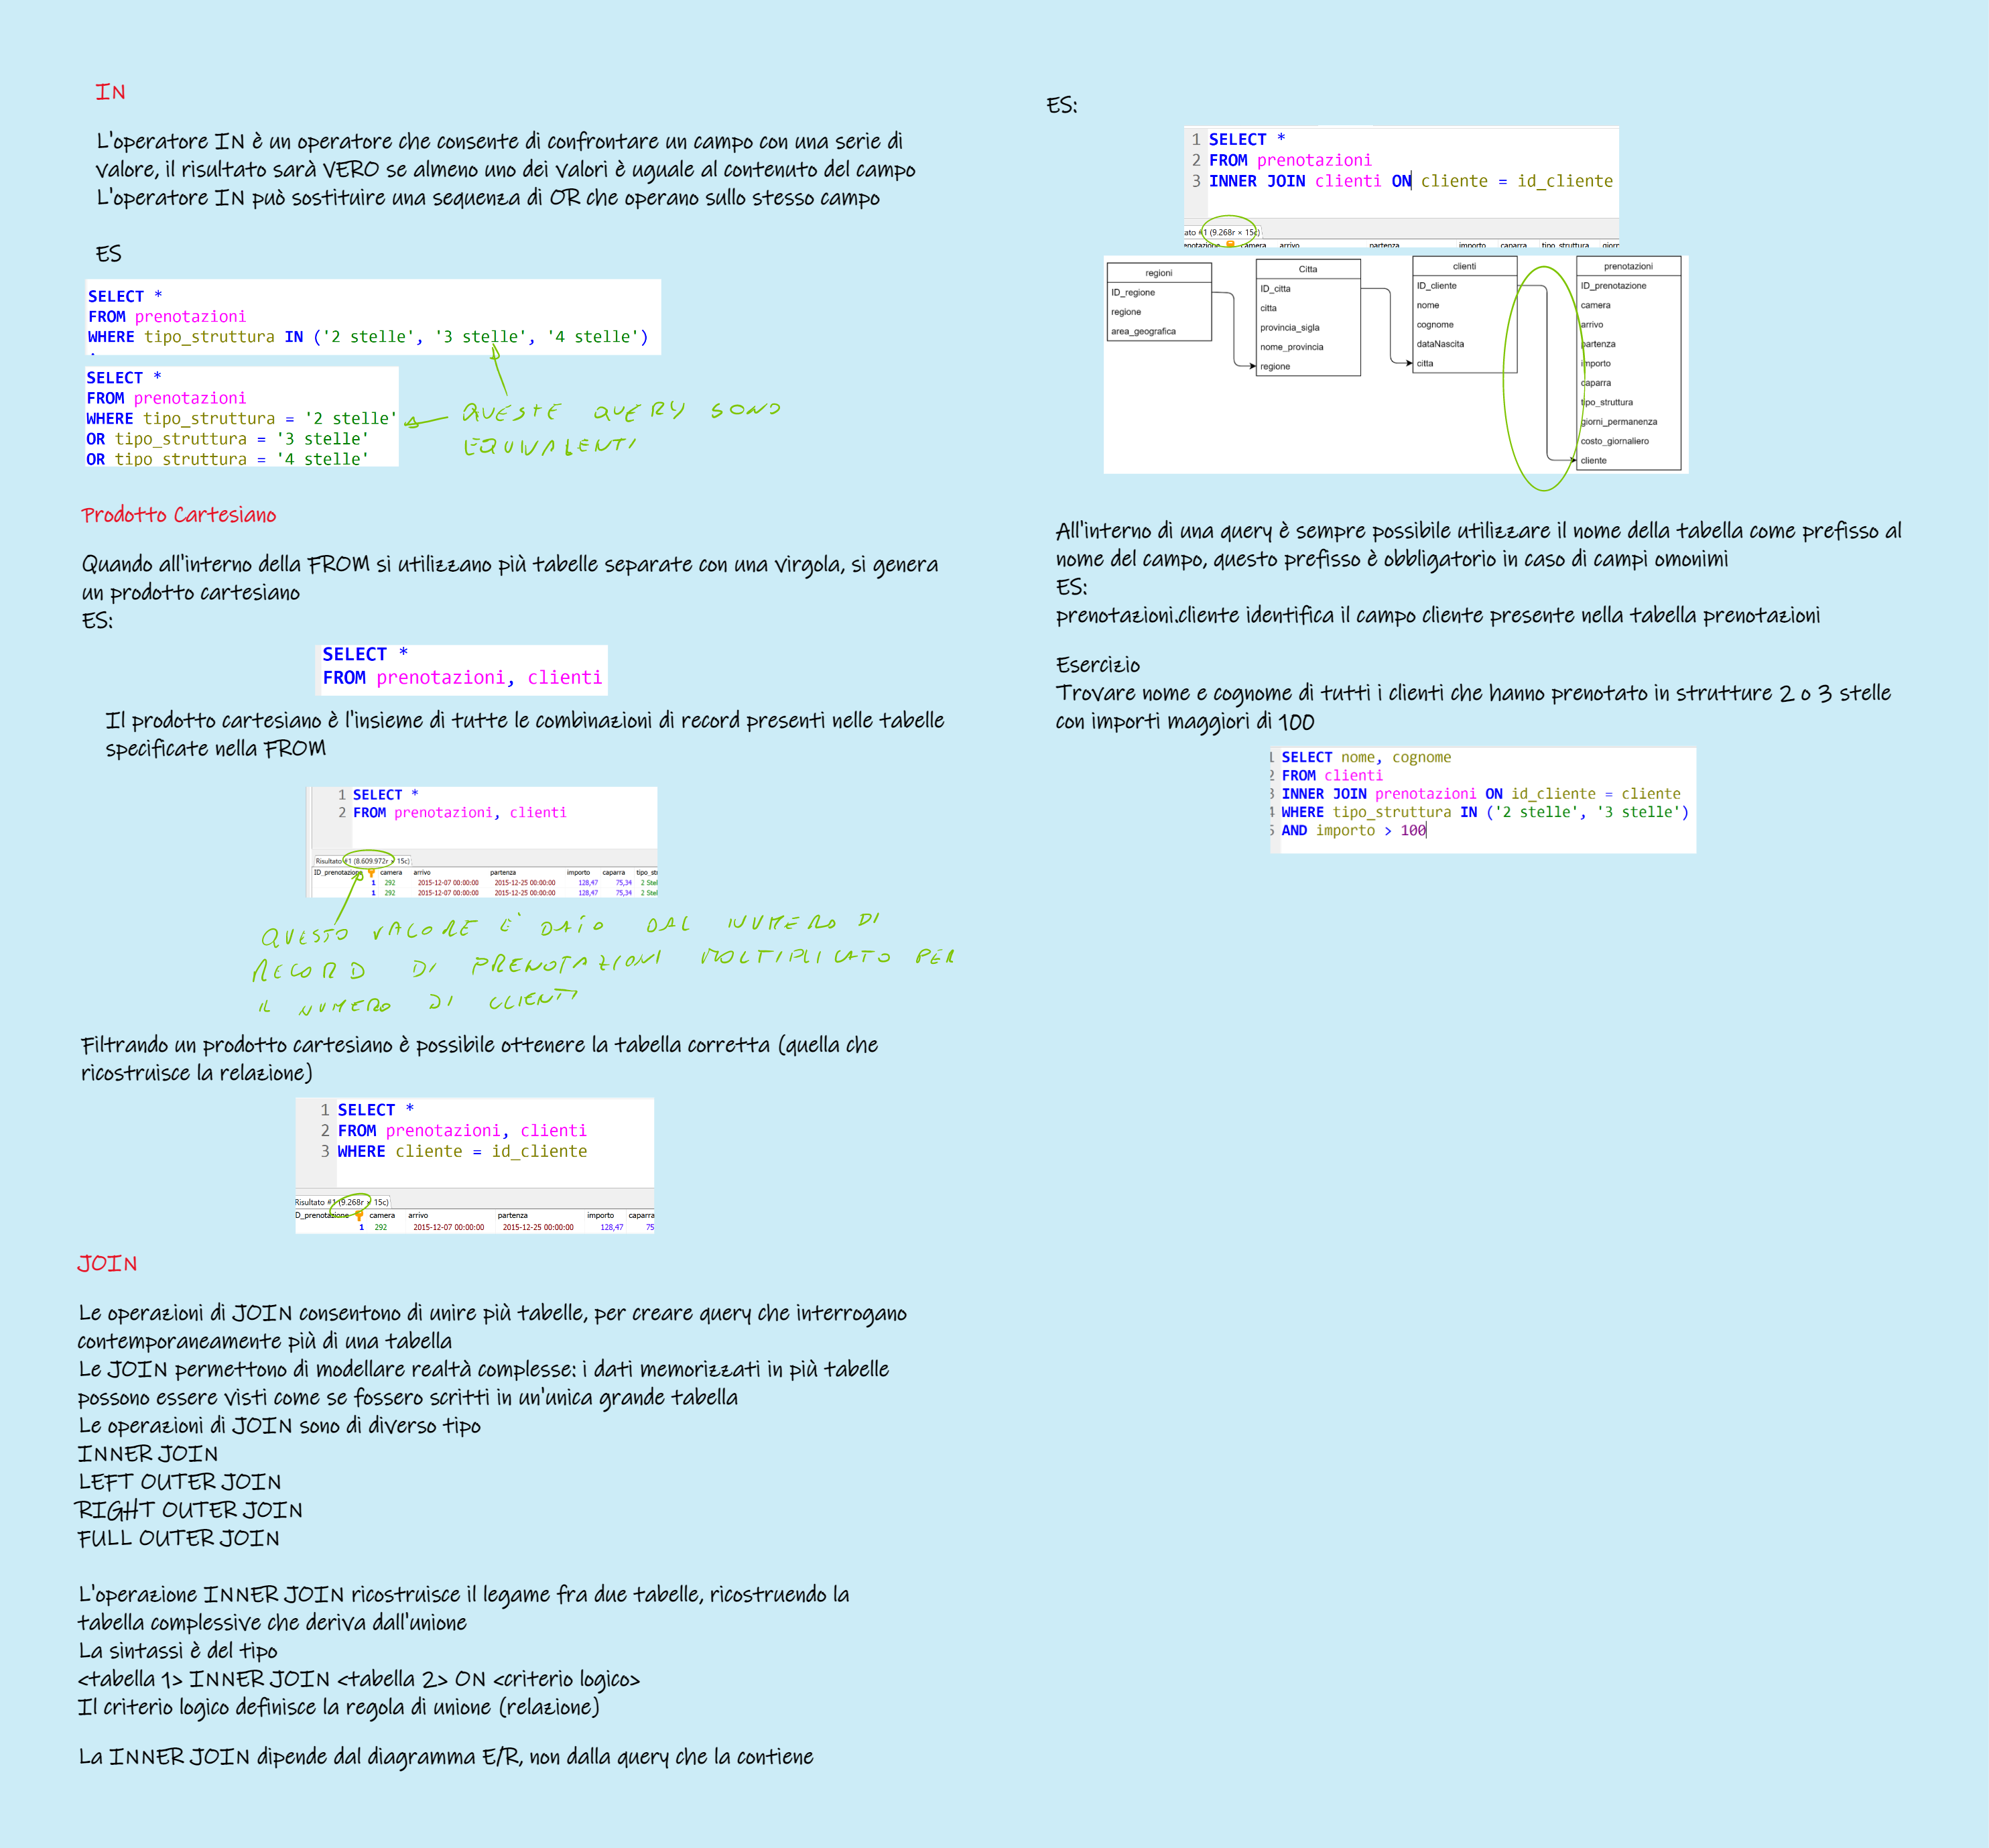 IN
L'operatore IN è un operatore che consente di confrontare un campo con una serie di
valore, il risultato sarà VERO se almeno uno dei valori è uguale al contenuto del campo
L'operatore IN può sostituire una sequenza di OR che operano sullo stesso campo
ES
SELECT *
FROM prenotazioni
WHERE tipo_struttura IN ('2 stelle', '3 stelle', '4 stelle')
SELECT *
FROM prenotazioni
WHERE tipo_struttura = '2 stelle'
OR tipo_struttura = '3 stelle'
OR tipo struttura = '4 stelle'
QUESTE QUERY SONO
EQUIVALENTI
Prodotto Cartesiano
Quando all'interno della FROM si utilizzano più tabelle separate con una virgola, si genera
un prodotto cartesiano
ES:
SELECT *
FROM prenotazioni, clienti
Il prodotto cartesiano è l'insieme di tutte le combinazioni di record presenti nelle tabelle
specificate nella FROM
1 SELECT *
2 FROM prenotazioni, clienti
Risultato #1 (8.609.972r × 15c)
ID_prenotazione camera arrivo partenza importo caparra tipo_st
1 292 2015-12-07 00:00:00 2015-12-25 00:00:00 128,47 75,34 2 Stel
1 292 2015-12-07 00:00:00 2015-12-25 00:00:00 128,47 75,34 2 Stel
QUESTO VALORE E' DATO DAL NUMERO DI
RECORD DI PRENOTAZIONI MOLTIPLICATO PER
IL NUMERO DI CLIENTI
Filtrando un prodotto cartesiano è possibile ottenere la tabella corretta (quella che
ricostruisce la relazione)
1 SELECT *
2 FROM prenotazioni, clienti
3 WHERE cliente = id_cliente
Risultato #1 (9.268r × 15c)
D_prenotazione camera arrivo partenza importo caparra
1 292 2015-12-07 00:00:00 2015-12-25 00:00:00 128,47 75
JOIN
Le operazioni di JOIN consentono di unire più tabelle, per creare query che interrogano
contemporaneamente più di una tabella
Le JOIN permettono di modellare realtà complesse: i dati memorizzati in più tabelle
possono essere visti come se fossero scritti in un'unica grande tabella
Le operazioni di JOIN sono di diverso tipo
INNER JOIN
LEFT OUTER JOIN
RIGHT OUTER JOIN
FULL OUTER JOIN
L'operazione INNER JOIN ricostruisce il legame fra due tabelle, ricostruendo la
tabella complessive che deriva dall'unione
La sintassi è del tipo
<tabella 1> INNER JOIN <tabella 2> ON <criterio logico>
Il criterio logico definisce la regola di unione (relazione)
La INNER JOIN dipende dal diagramma E/R, non dalla query che la contiene
ES:
1 SELECT *
2 FROM prenotazioni
3 INNER JOIN clienti ON cliente = id_cliente
ato #1 (9.268r × 15c)
enotazione camera arrivo partenza importo caparra tipo_struttura giorn
regioni
ID_regione
regione
area_geografica
Citta
ID_citta
citta
provincia_sigla
nome_provincia
regione
clienti
ID_cliente
nome
cognome
dataNascita
citta
prenotazioni
ID_prenotazione
camera
arrivo
partenza
importo
caparra
tipo_struttura
giorni_permanenza
costo_giornaliero
cliente
All'interno di una query è sempre possibile utilizzare il nome della tabella come prefisso al
nome del campo, questo prefisso è obbligatorio in caso di campi omonimi
ES:
prenotazioni.cliente identifica il campo cliente presente nella tabella prenotazioni
Esercizio
Trovare nome e cognome di tutti i clienti che hanno prenotato in strutture 2 o 3 stelle
con importi maggiori di 100
1 SELECT nome, cognome
2 FROM clienti
3 INNER JOIN prenotazioni ON id_cliente = cliente
4 WHERE tipo_struttura IN ('2 stelle', '3 stelle')
5 AND importo > 100